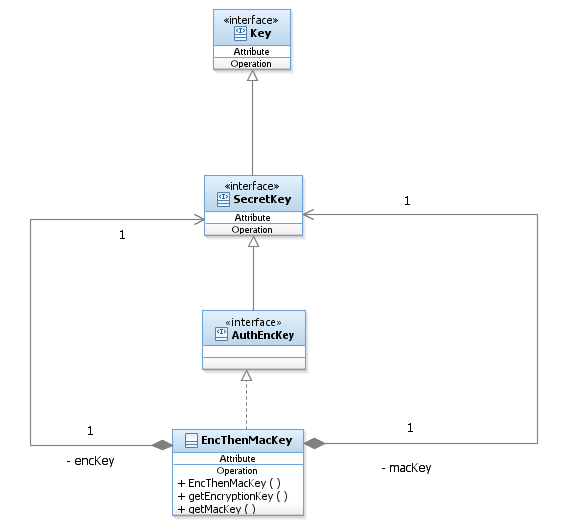 «interface»
Key
Attribute
Operation
«interface»
SecretKey
Attribute
Operation
1
1
«interface»
AuthEncKey
1
- encKey
EncThenMacKey
Attribute
Operation
+ EncThenMacKey ( )
+ getEncryptionKey ( )
+ getMacKey ( )
1
- macKey